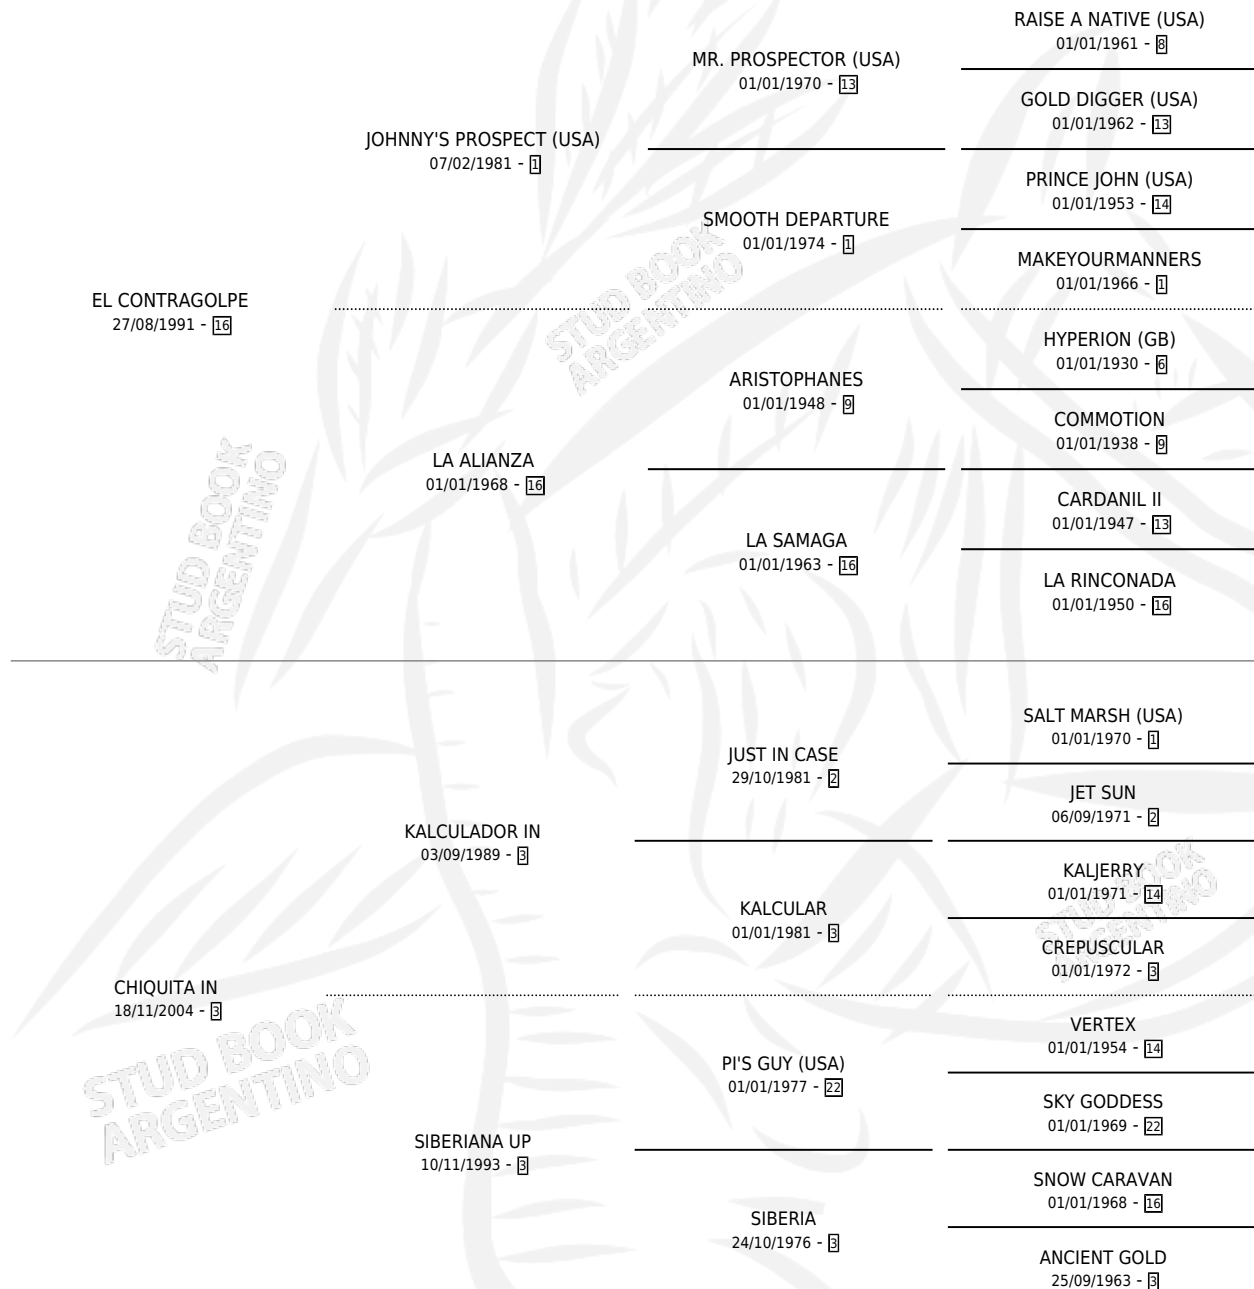 RAISE A NATIVE (USA)
01/01/1961 - 8
MR. PROSPECTOR (USA)
01/01/1970 - 13
GOLD DIGGER (USA)
01/01/1962 - 13
JOHNNY'S PROSPECT (USA)
07/02/1981 - 1
PRINCE JOHN (USA)
01/01/1953 - 14
SMOOTH DEPARTURE
01/01/1974 - 1
MAKEYOURMANNERS
01/01/1966 - 1
EL CONTRAGOLPE
27/08/1991 - 16
STUD BOOK
ARGENTINO
HYPERION (GB)
01/01/1930 - 6
ARISTOPHANES
01/01/1948 - 9
COMMOTION
01/01/1938 - 9
LA ALIANZA
01/01/1968 - 16
CARDANIL II
01/01/1947 - 13
LA SAMAGA
01/01/1963 - 16
LA RINCONADA
01/01/1950 - 16
STUD BOOK
ARGENTINO
SALT MARSH (USA)
01/01/1970 - 1
JUST IN CASE
29/10/1981 - 2
JET SUN
06/09/1971 - 2
KALCULADOR IN
03/09/1989 - 3
KALJERRY
01/01/1971 - 14
KALCULAR
01/01/1981 - 3
CREPUSCULAR
01/01/1972 - 3
STUD BOOK
ARGENTINO
CHIQUITA IN
18/11/2004 - 3
STUD BOOK
ARGENTINO
VERTEX
01/01/1954 - 14
PI'S GUY (USA)
01/01/1977 - 22
SKY GODDESS
01/01/1969 - 22
SIBERIANA UP
10/11/1993 - 3
SNOW CARAVAN
01/01/1968 - 16
SIBERIA
24/10/1976 - 3
ANCIENT GOLD
25/09/1963 - 3